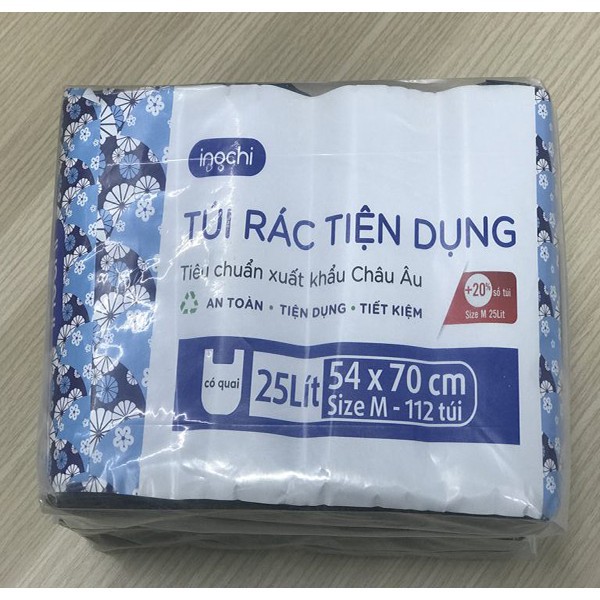 inochi
TÚI RÁC TIỆN DỤNG
Tiêu chuẩn xuất khẩu Châu Âu
AN TOÀN • TIỆN DỤNG • TIẾT KIỆM
+20% số túi
Size M 25Lít
có quai
25Lít
54 x 70 cm
Size M - 112 túi